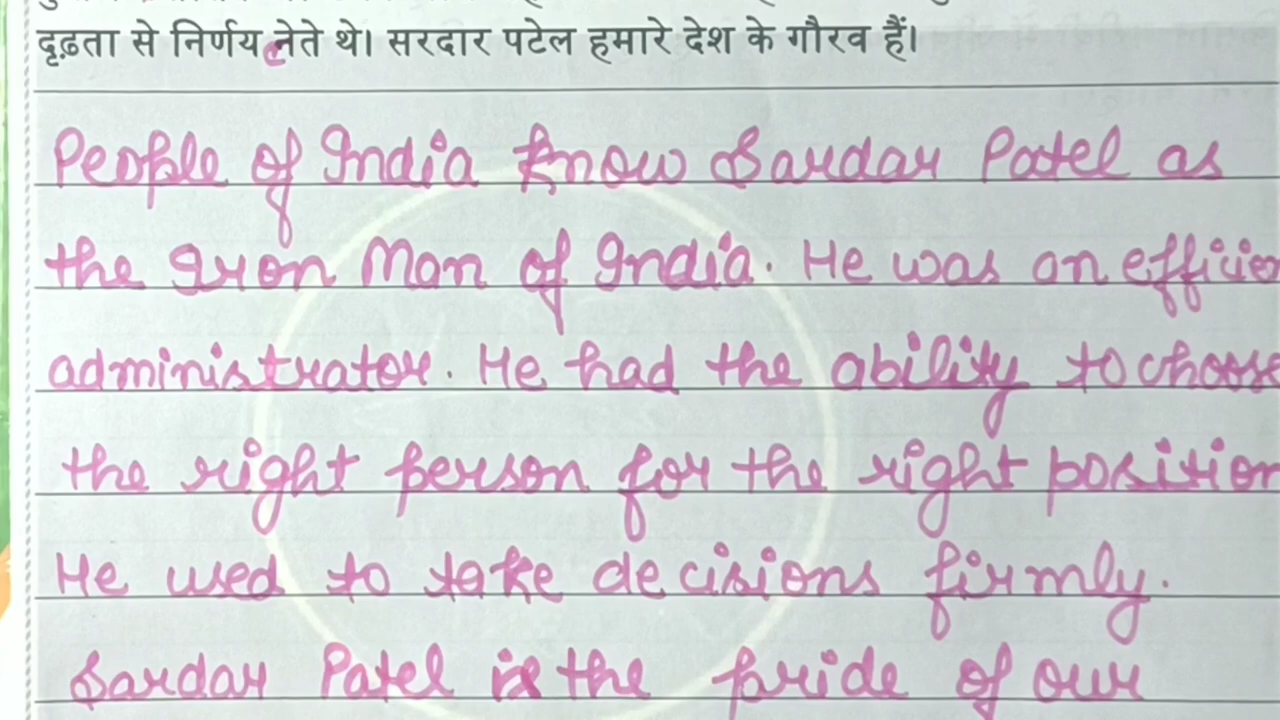 दृढ़ता से निर्णय लेते थे। सरदार पटेल हमारे देश के गौरव हैं।
People of India know Sardar Patel as
the Iron Man of India. He was an efficien
administrator. He had the ability to choose
the right person for the right position
He used to take decisions firmly.
Sardar Patel is the pride of our